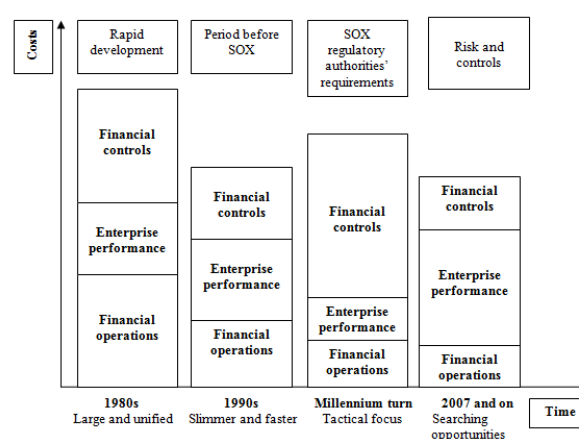 Costs
Rapid
development
Period before
SOX
SOX
regulatory
authorities'
requirements
Risk and
controls
Financial
controls
Enterprise
performance
Financial
operations
Financial
controls
Enterprise
performance
Financial
operations
Financial
controls
Enterprise
performance
Financial
operations
Financial
controls
Enterprise
performance
Financial
operations
1980s
Large and unified
1990s
Slimmer and faster
Millennium turn
Tactical focus
2007 and on
Searching
opportunities
Time